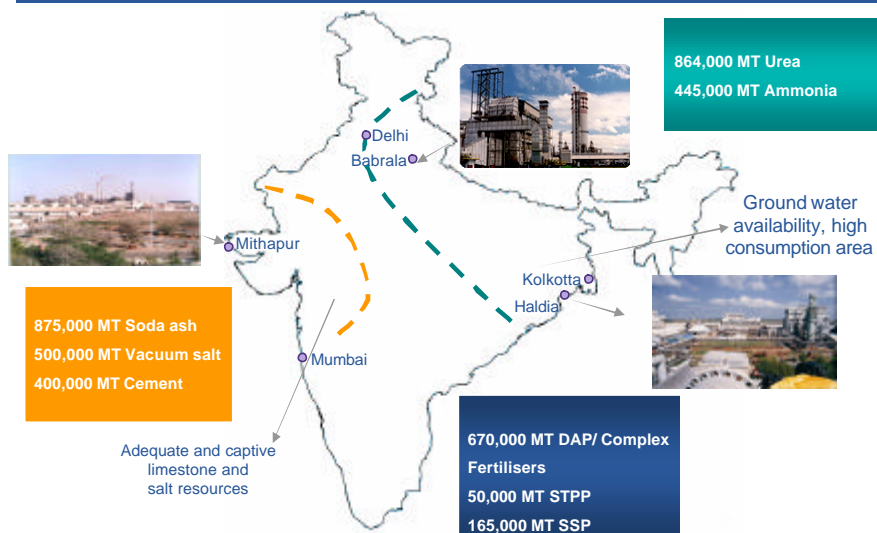 864,000 MT Urea
445,000 MT Ammonia
Delhi
Babrala
Mithapur
Ground water
availability, high
consumption area
Kolkotta
Haldia
875,000 MT Soda ash
500,000 MT Vacuum salt
400,000 MT Cement
Mumbai
Adequate and captive
limestone and
salt resources
670,000 MT DAP/ Complex
Fertilisers
50,000 MT STPP
165,000 MT SSP